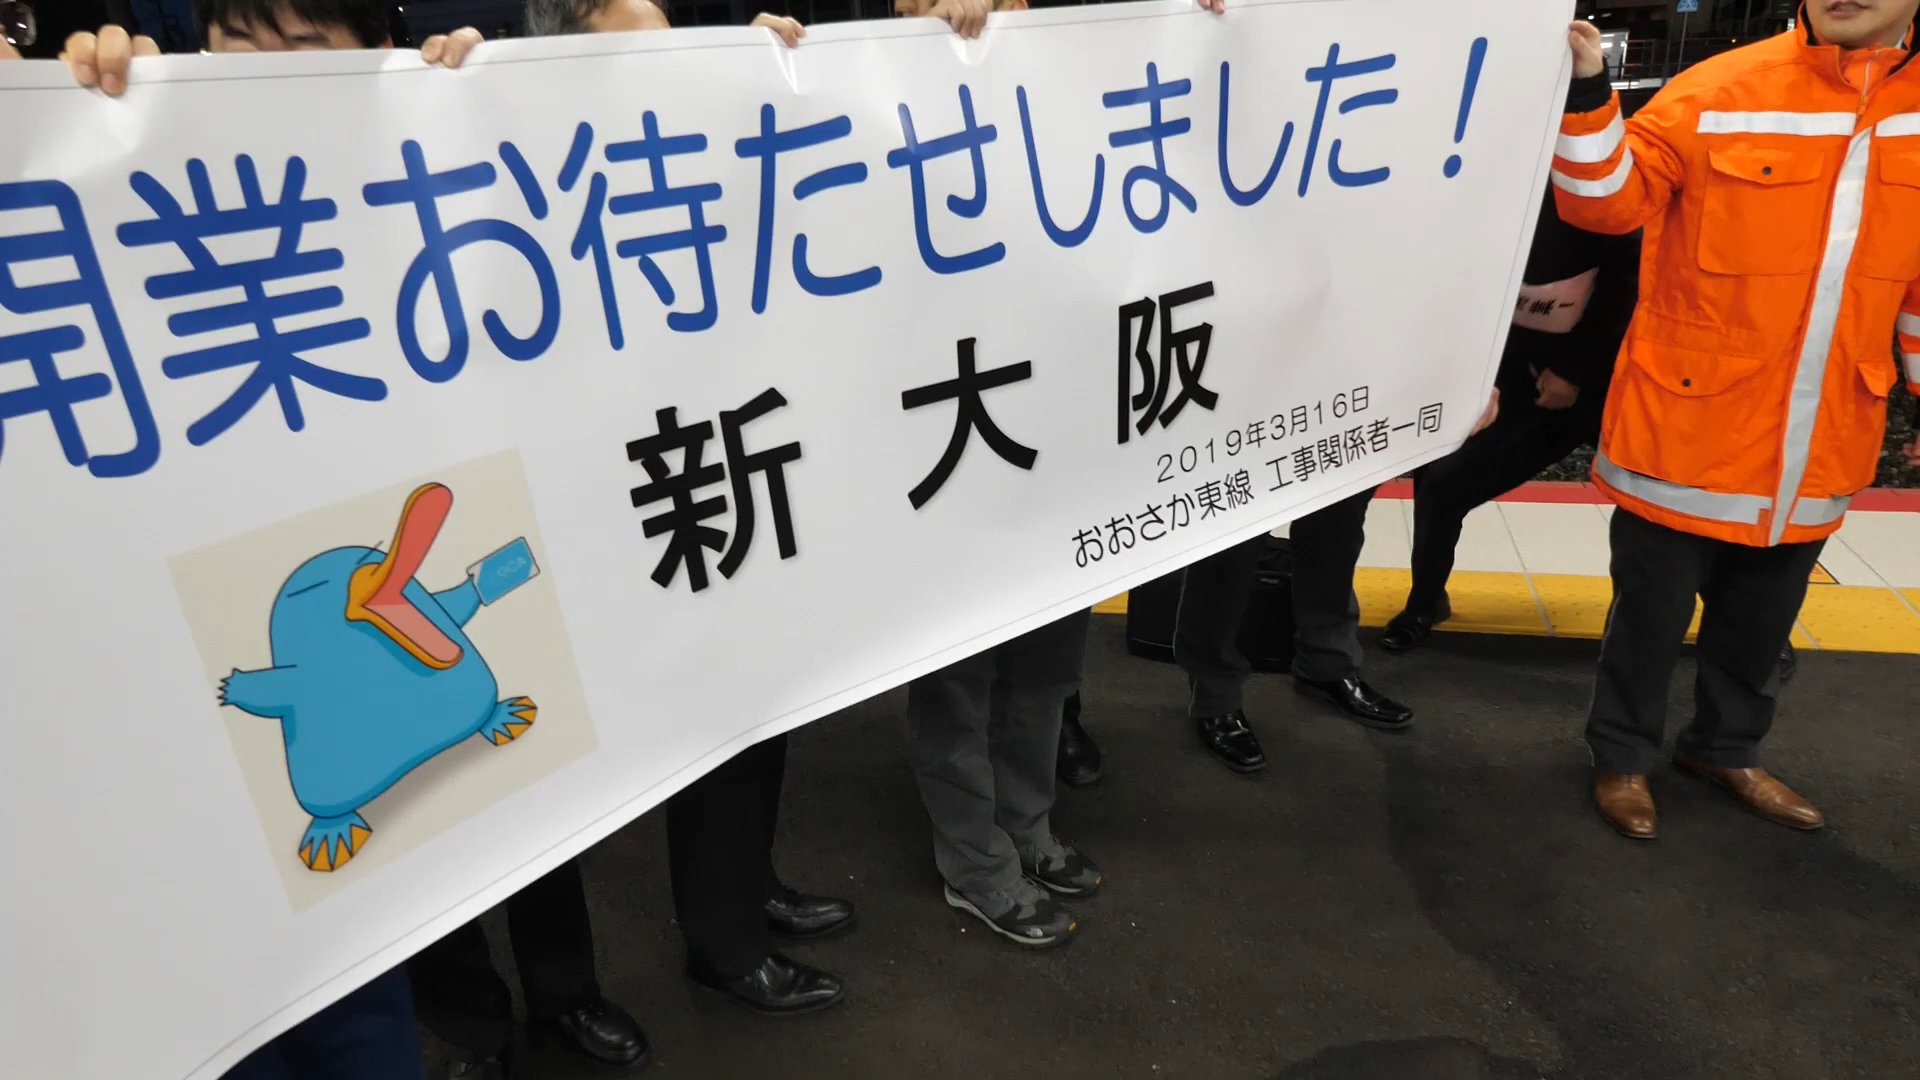 開業お待たせしました！
新大阪
2019年3月16日
おおさか東線 工事関係者一同